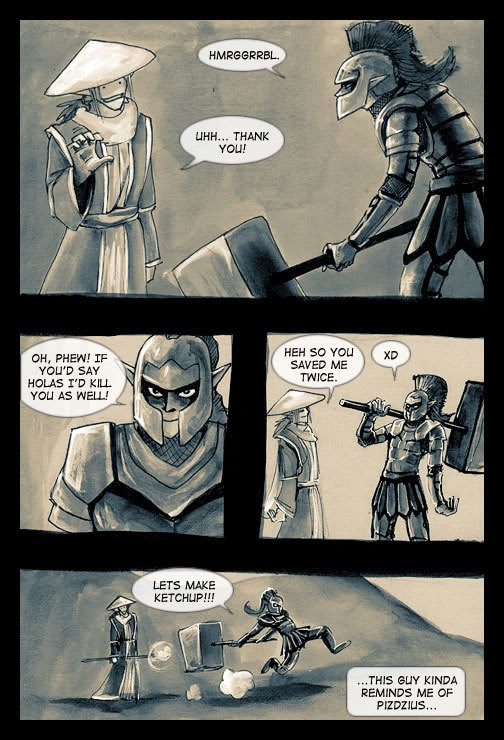 HMRGGRRBL.
UHH... THANK
YOU!
OH, PHEW! IF
YOU'D SAY
HOLAS I'D KILL
YOU AS WELL!
HEH SO YOU
SAVED ME
TWICE.
XD
LETS MAKE
KETCHUP!!!
...THIS GUY KINDA
REMINDS ME OF
PIZDZIUS...